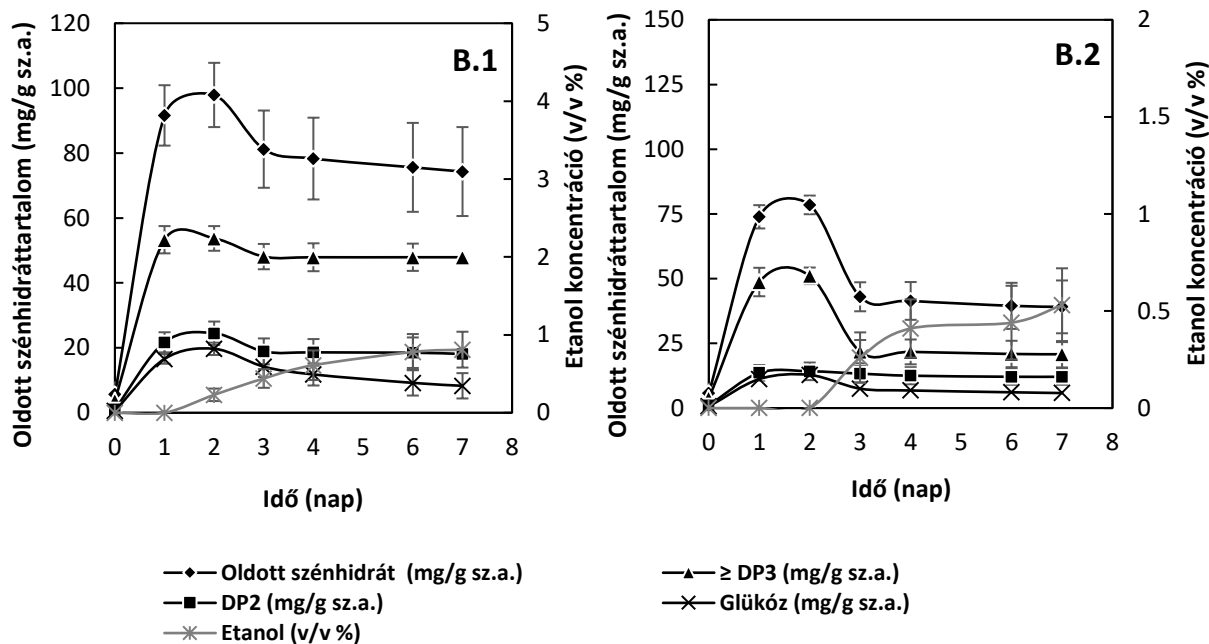 B.1
Oldott szénhidráttartalom (mg/g sz.a.)
120
100
80
60
40
20
0
5
4
3
2
1
0
Etanol koncentráció (v/v %)
0 1 2 3 4 5 6 7 8
Idő (nap)
B.2
Oldott szénhidráttartalom (mg/g sz.a.)
150
125
100
75
50
25
0
2
1.5
1
0.5
0
Etanol koncentráció (v/v %)
0 1 2 3 4 5 6 7 8
Idő (nap)
Oldott szénhidrát (mg/g sz.a.)
≥ DP3 (mg/g sz.a.)
DP2 (mg/g sz.a.)
Glükóz (mg/g sz.a.)
Etanol (v/v %)